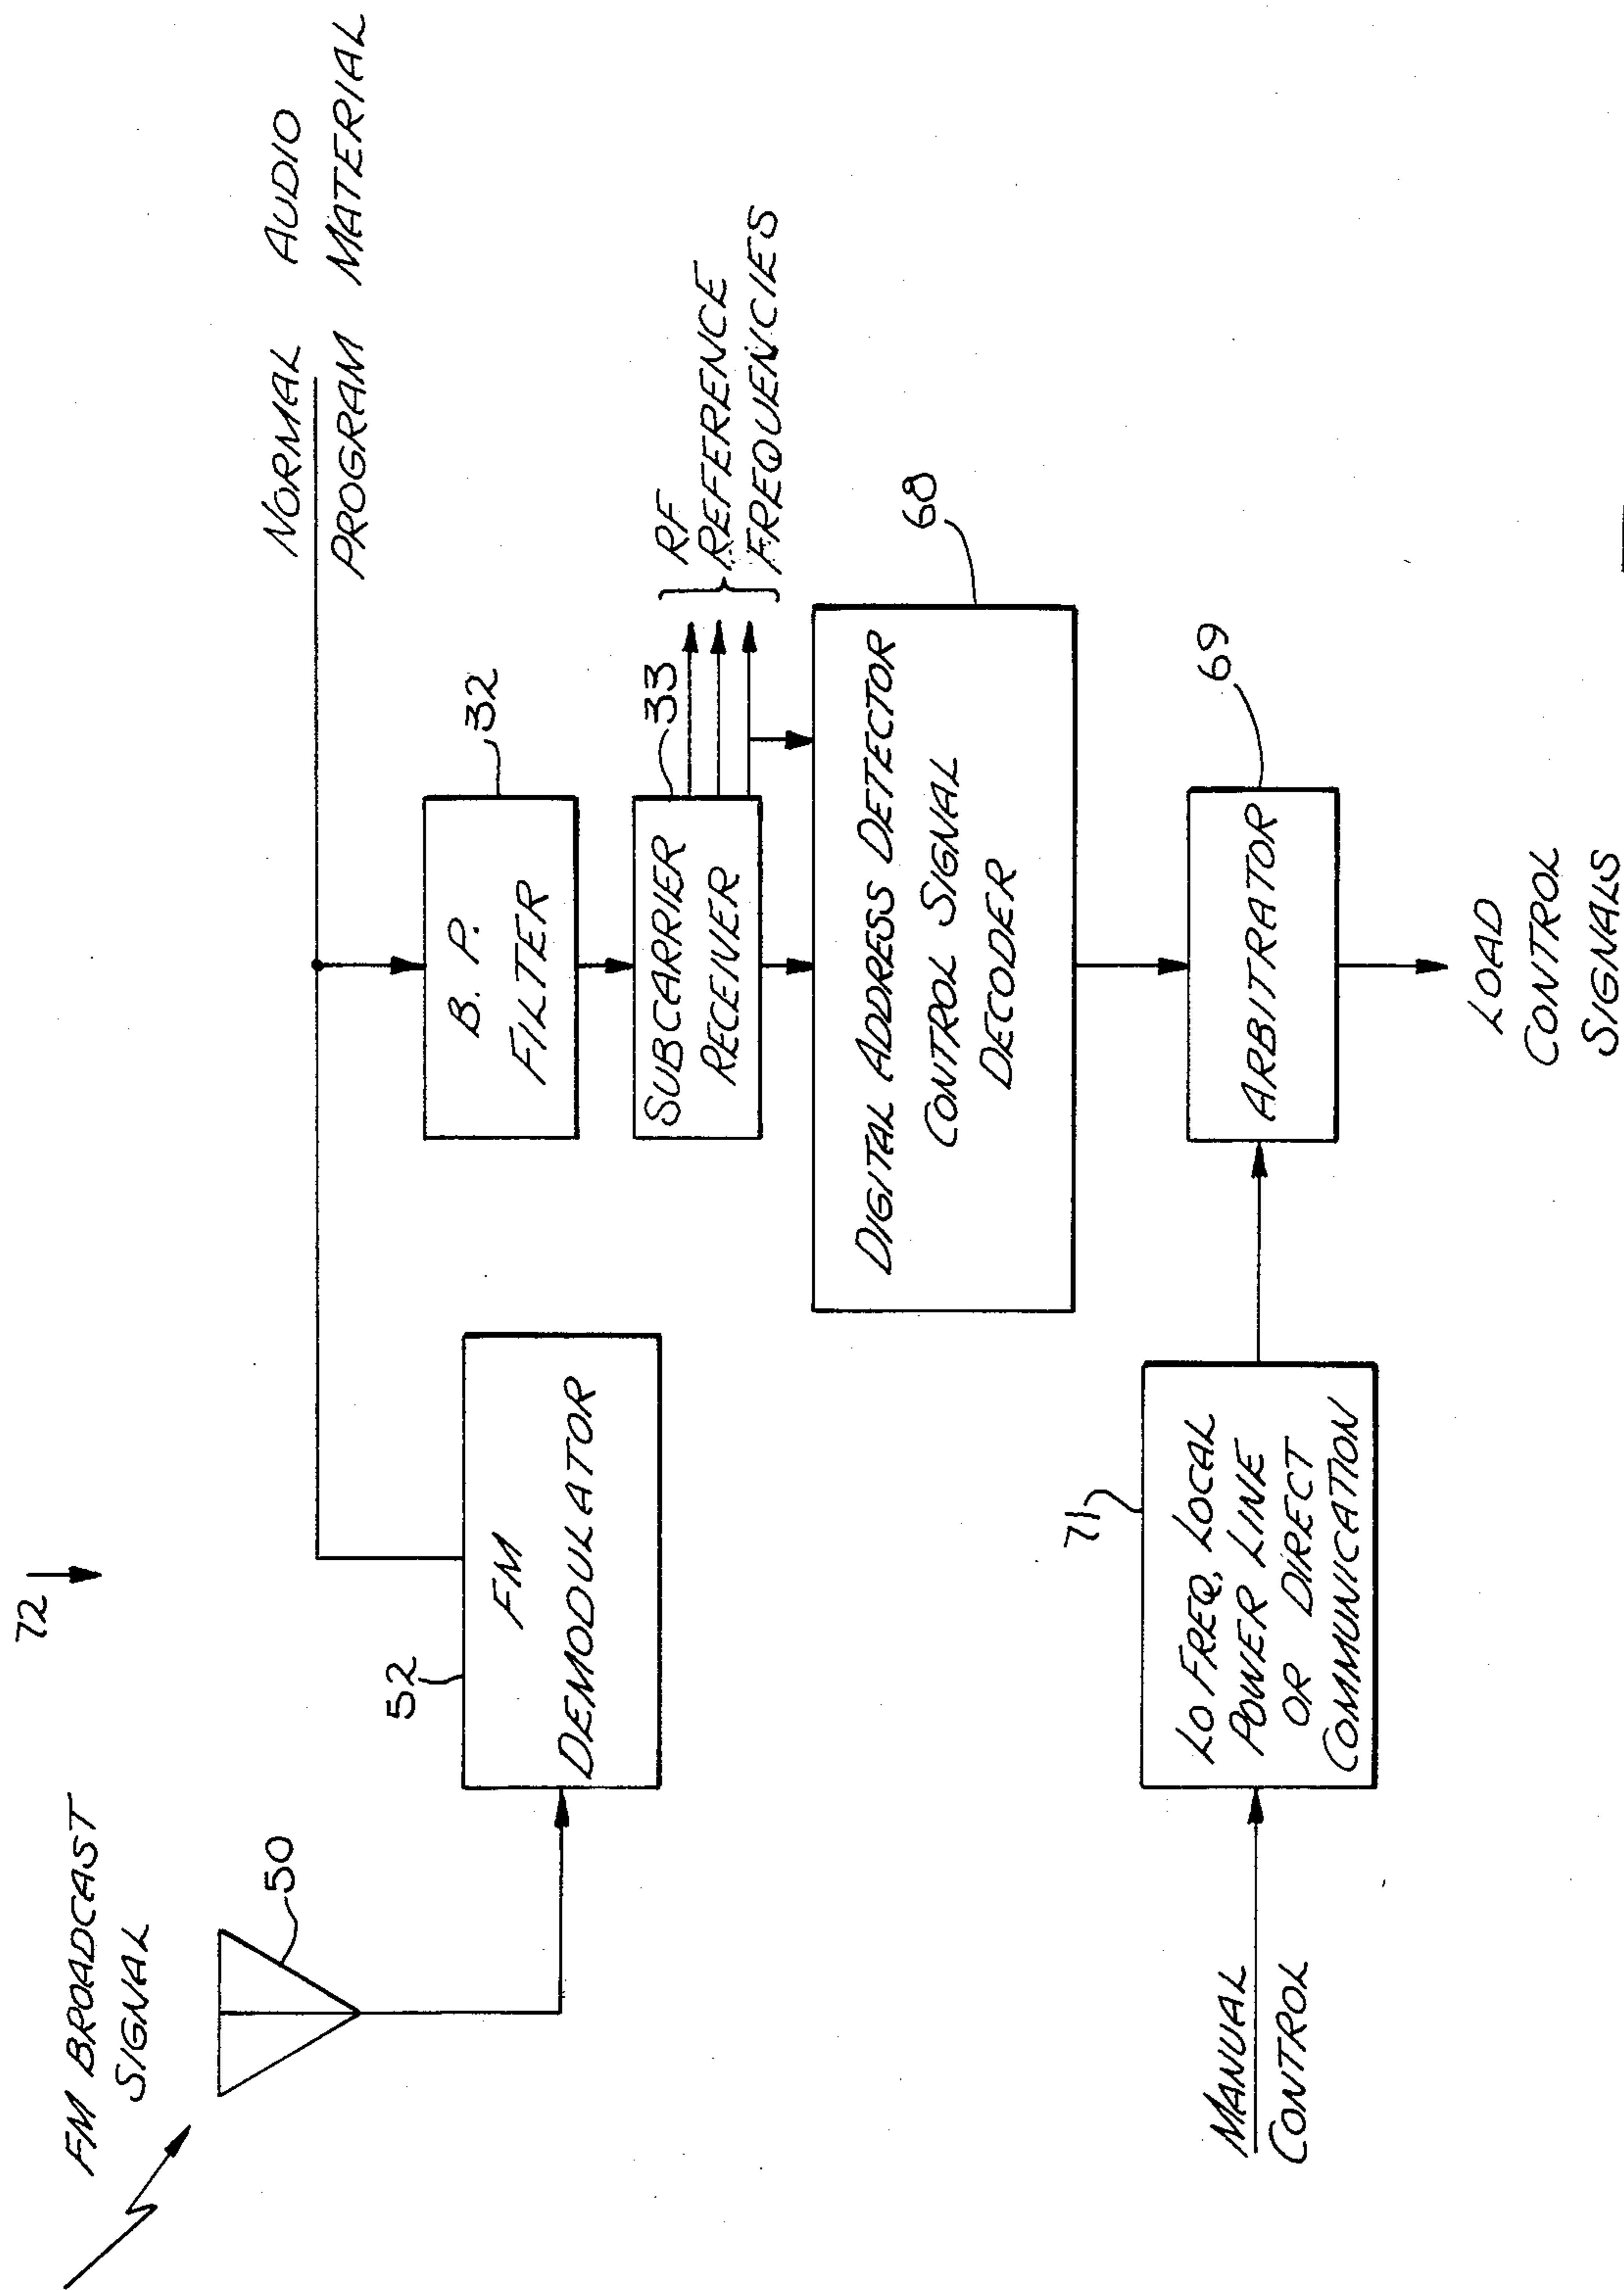 72
FM BROADCAST
SIGNAL
50
52
FM
DEMODULATOR
NORMAL AUDIO
PROGRAM MATERIAL
B. P.
FILTER
32
SUBCARRIER
RECEIVER
33
RF
REFERENCE
FREQUENCIES
DIGITAL ADDRESS DETECTOR
CONTROL SIGNAL
DECODER
68
MANUAL
CONTROL
71
LO FREQ, LOCAL
POWER LINE
OR DIRECT
COMMUNICATION
ARBITRATOR
69
LOAD
CONTROL
SIGNALS